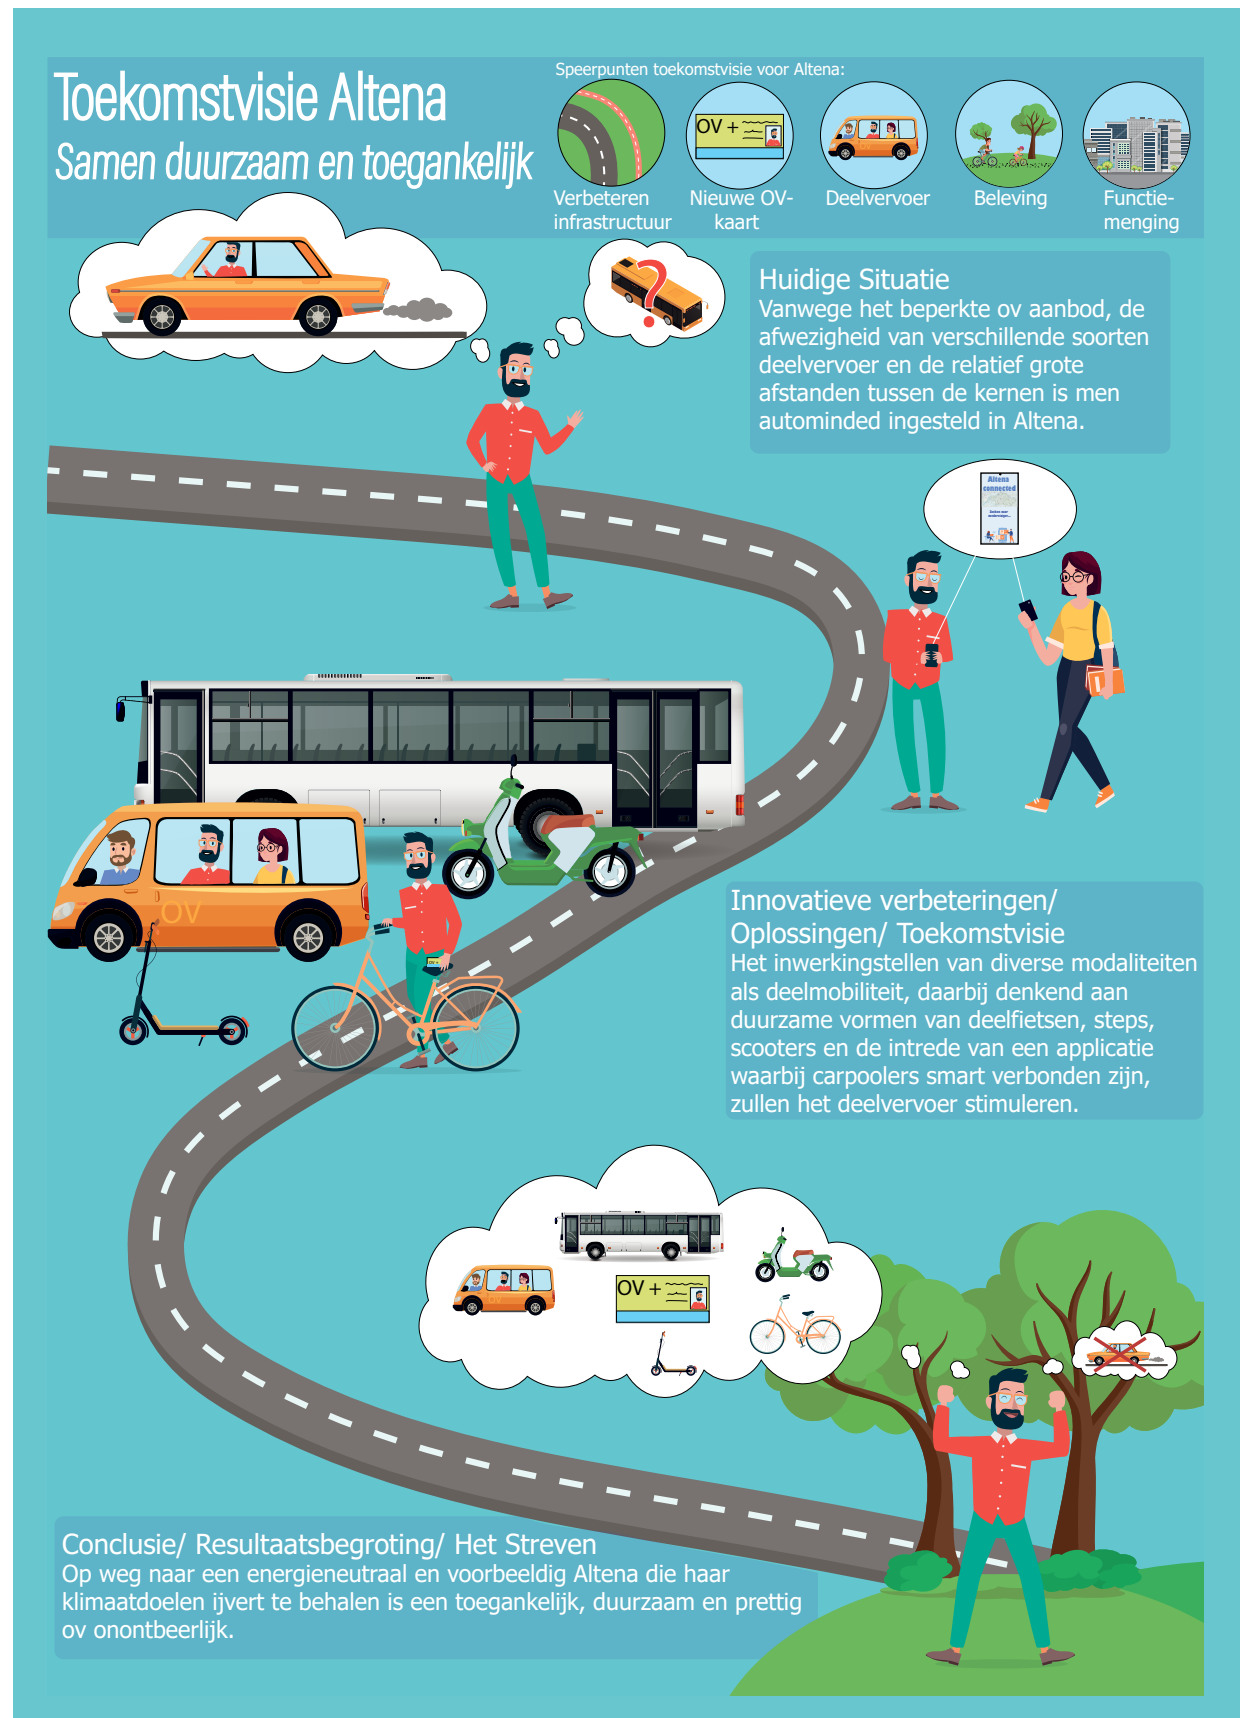 Toekomstvisie Altena
Samen duurzaam en toegankelijk
Speerpunten toekomstvisie voor Altena:
OV +
Verbeteren
infrastructuur
Nieuwe OV-
kaart
Deelvervoer
Beleving
Functie-
menging
?
Huidige Situatie
Vanwege het beperkte ov aanbod, de
afwezigheid van verschillende soorten
deelvervoer en de relatief grote
afstanden tussen de kernen is men
autominded ingesteld in Altena.
Altena
connected
OV
OV +
Innovatieve verbeteringen/
Oplossingen/ Toekomstvisie
Het inwerkingstellen van diverse modaliteiten
als deelmobiliteit, daarbij denkend aan
duurzame vormen van deelfietsen, steps,
scooters en de intrede van een applicatie
waarbij carpoolers smart verbonden zijn,
zullen het deelvervoer stimuleren.
OV
OV +
Conclusie/ Resultaatsbegroting/ Het Streven
Op weg naar een energieneutraal en voorbeeldig Altena die haar
klimaatdoelen ijvert te behalen is een toegankelijk, duurzaam en prettig
ov onontbeerlijk.